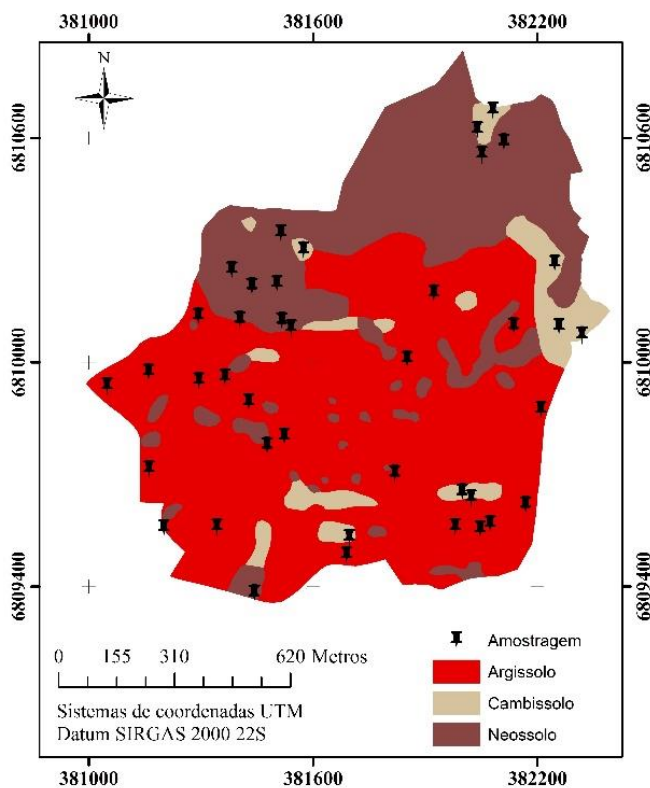 381000 381600 382200
N
6810600 6810600
6810000 6810000
6809400 6809400
Amostragem
0 155 310 620 Metros
Argissolo
Cambissolo
Sistemas de coordenadas UTM
Datum SIRGAS 2000 22S
Neossolo
381000 381600 382200